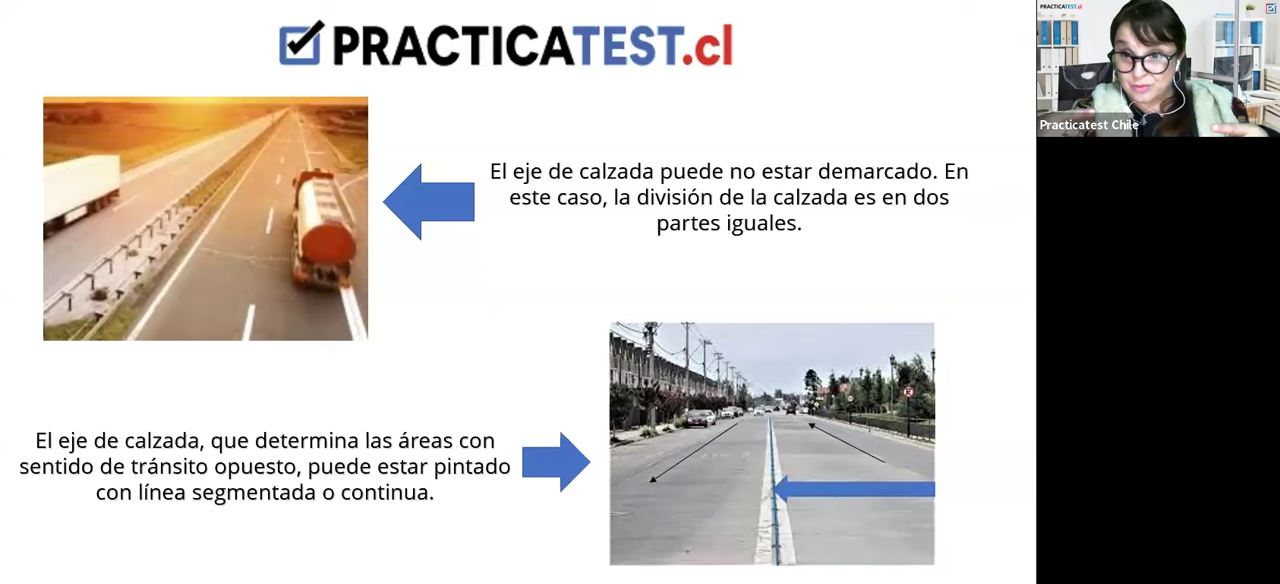 PRACTICATEST.cl
El eje de calzada puede no estar demarcado. En
este caso, la división de la calzada es en dos
partes iguales.
El eje de calzada, que determina las áreas con
sentido de tránsito opuesto, puede estar pintado
con línea segmentada o continua.
PRACTICATEST.cl
Practicatest Chile